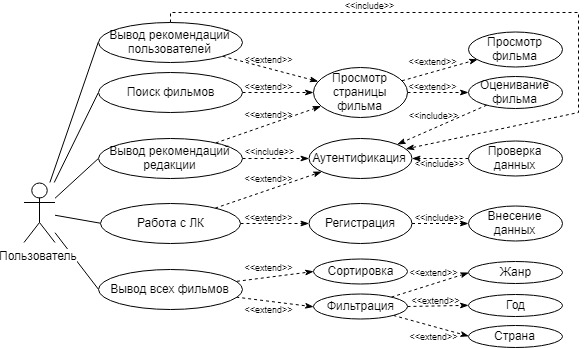 <<include>>
Вывод рекомендаций
пользователей
<<extend>>
Просмотр
страницы
фильма
<<extend>>
Просмотр
фильма
Поиск фильмов
<<extend>>
<<extend>>
Оценивание
фильма
<<extend>>
<<include>>
Вывод рекомендаций
редакции
<<include>>
Аутентификация
<<include>>
Проверка
данных
<<extend>>
Работа с ЛК
<<extend>>
Регистрация
<<include>>
Внесение
данных
Пользователь
Вывод всех фильмов
<<extend>>
Сортировка
<<extend>>
Жанр
<<extend>>
Фильтрация
<<extend>>
Год
<<extend>>
Страна